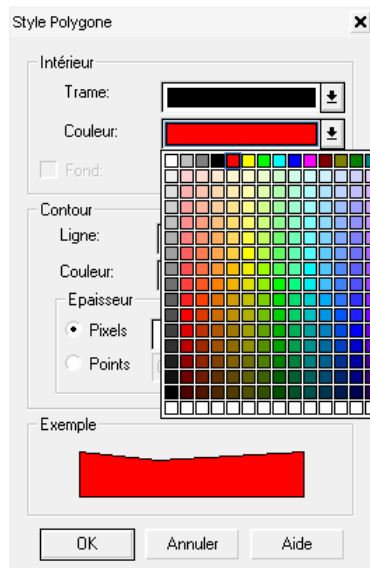 Style Polygone
Intérieur
Trame:
Couleur:
Fond:
Contour
Ligne:
Couleur:
Epaisseur
Pixels
Points
Exemple
OK
Annuler
Aide